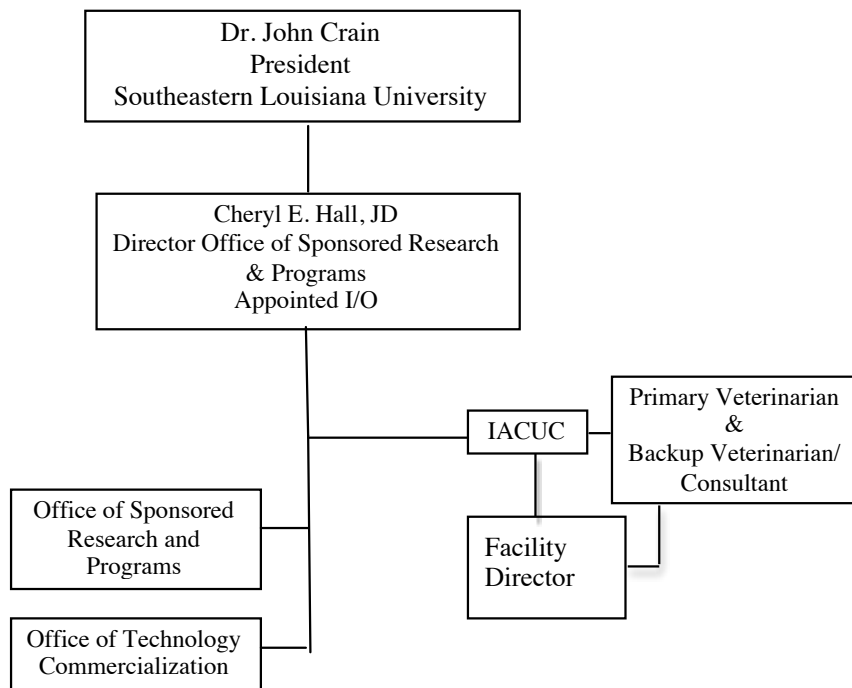 Dr. John Crain
President
Southeastern Louisiana University
Cheryl E. Hall, JD
Director Office of Sponsored Research
& Programs
Appointed I/O
IACUC
Primary Veterinarian
&
Backup Veterinarian/
Consultant
Office of Sponsored
Research and
Programs
Facility
Director
Office of Technology
Commercialization